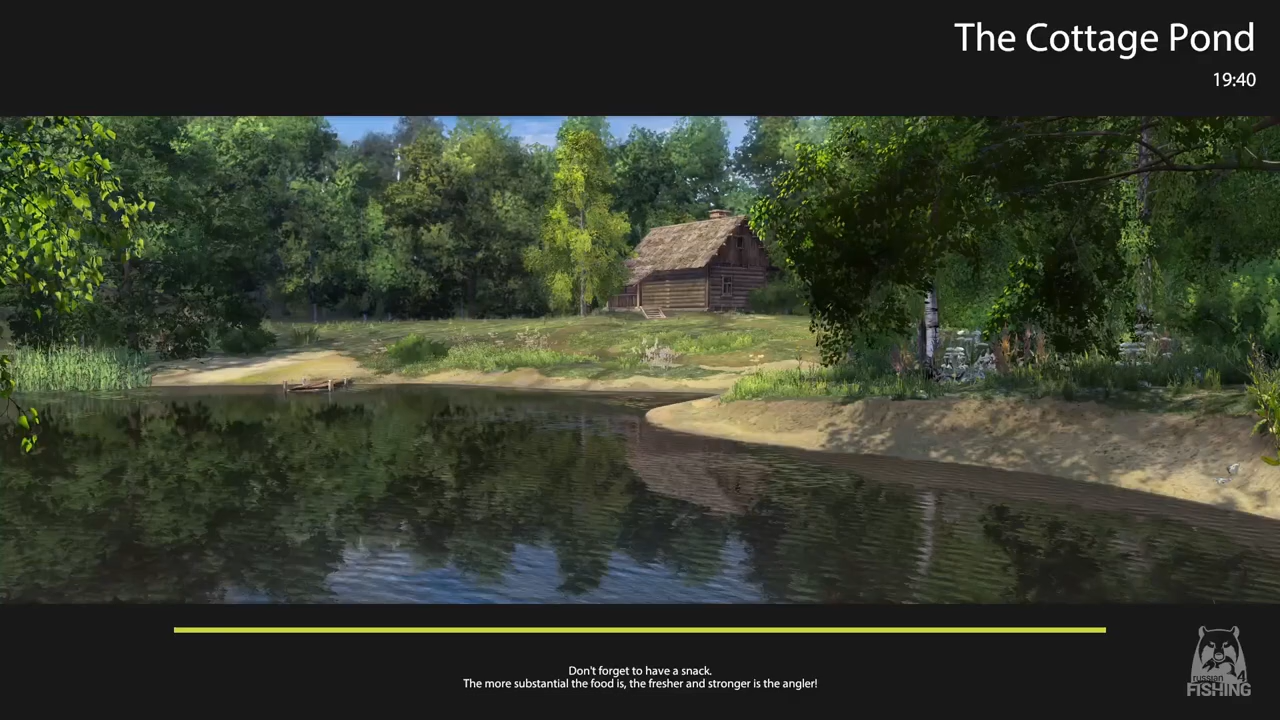 The Cottage Pond
19:40
Don't forget to have a snack.
The more substantial the food is, the fresher and stronger is the angler!
russian 4
FISHING